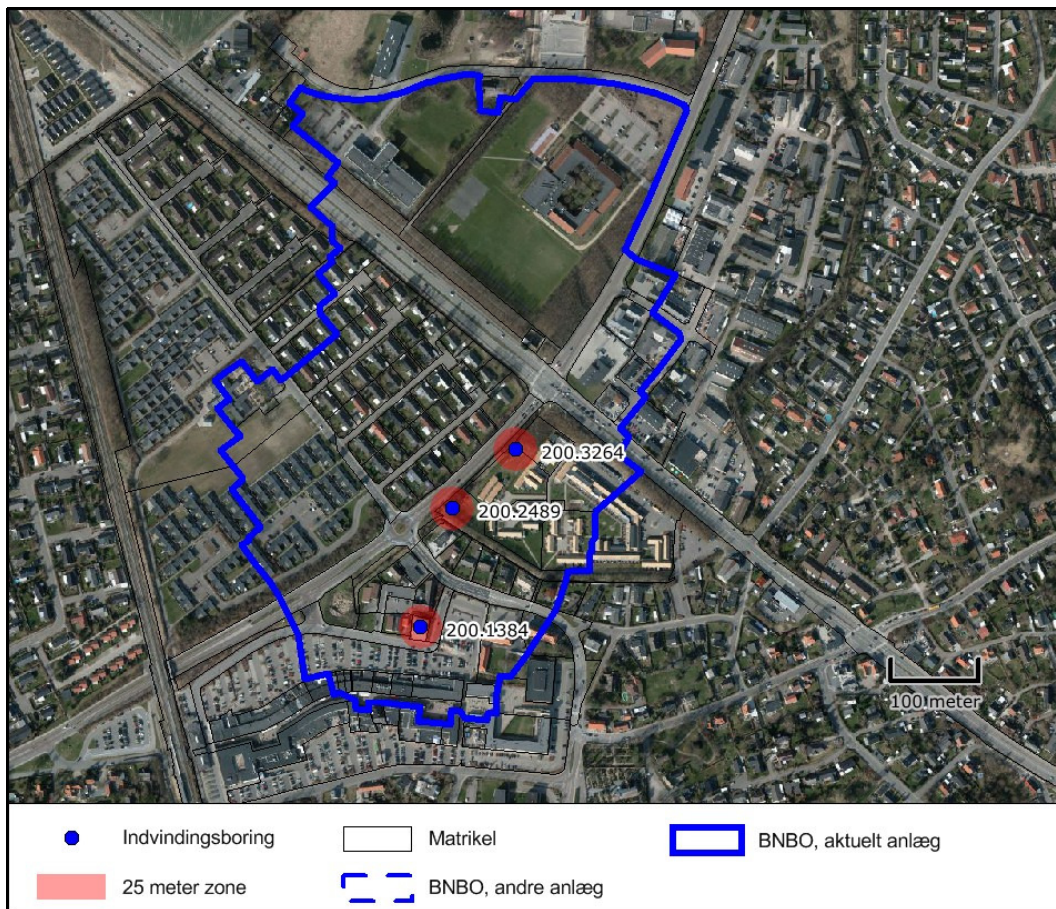 200.3264
200.2489
200.1384
100 meter
Indvindingsboring
Matrikel
BNBO, aktuelt anlæg
25 meter zone
BNBO, andre anlæg